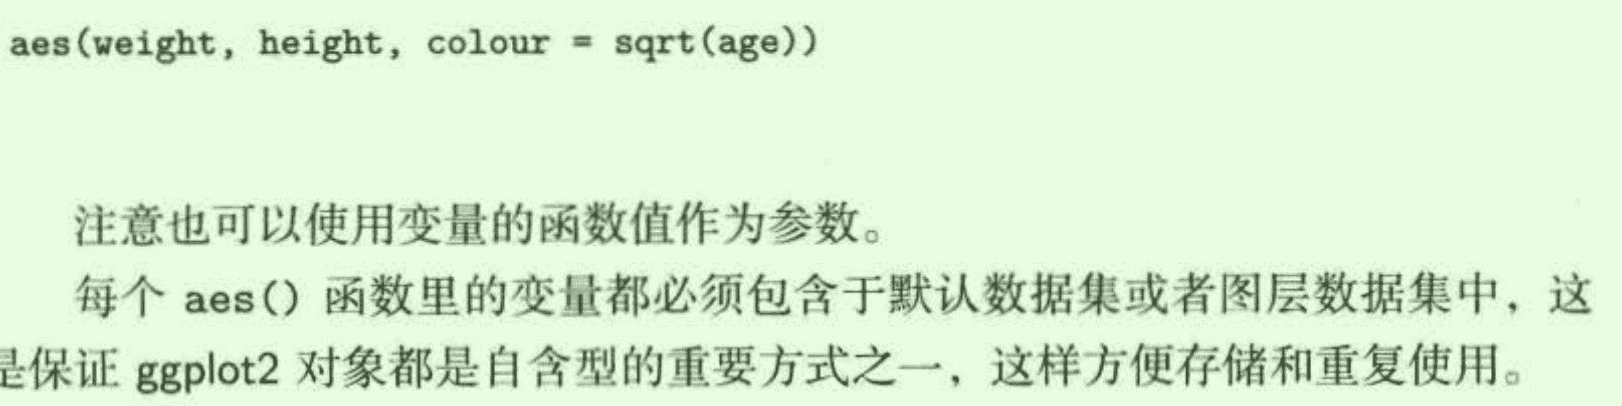 aes(weight, height, colour = sqrt(age))
注意也可以使用变量的函数值作为参数。
每个 aes() 函数里的变量都必须包含于默认数据集或者图层数据集中，这
是保证 ggplot2 对象都是自含型的重要方式之一，这样方便存储和重复使用。